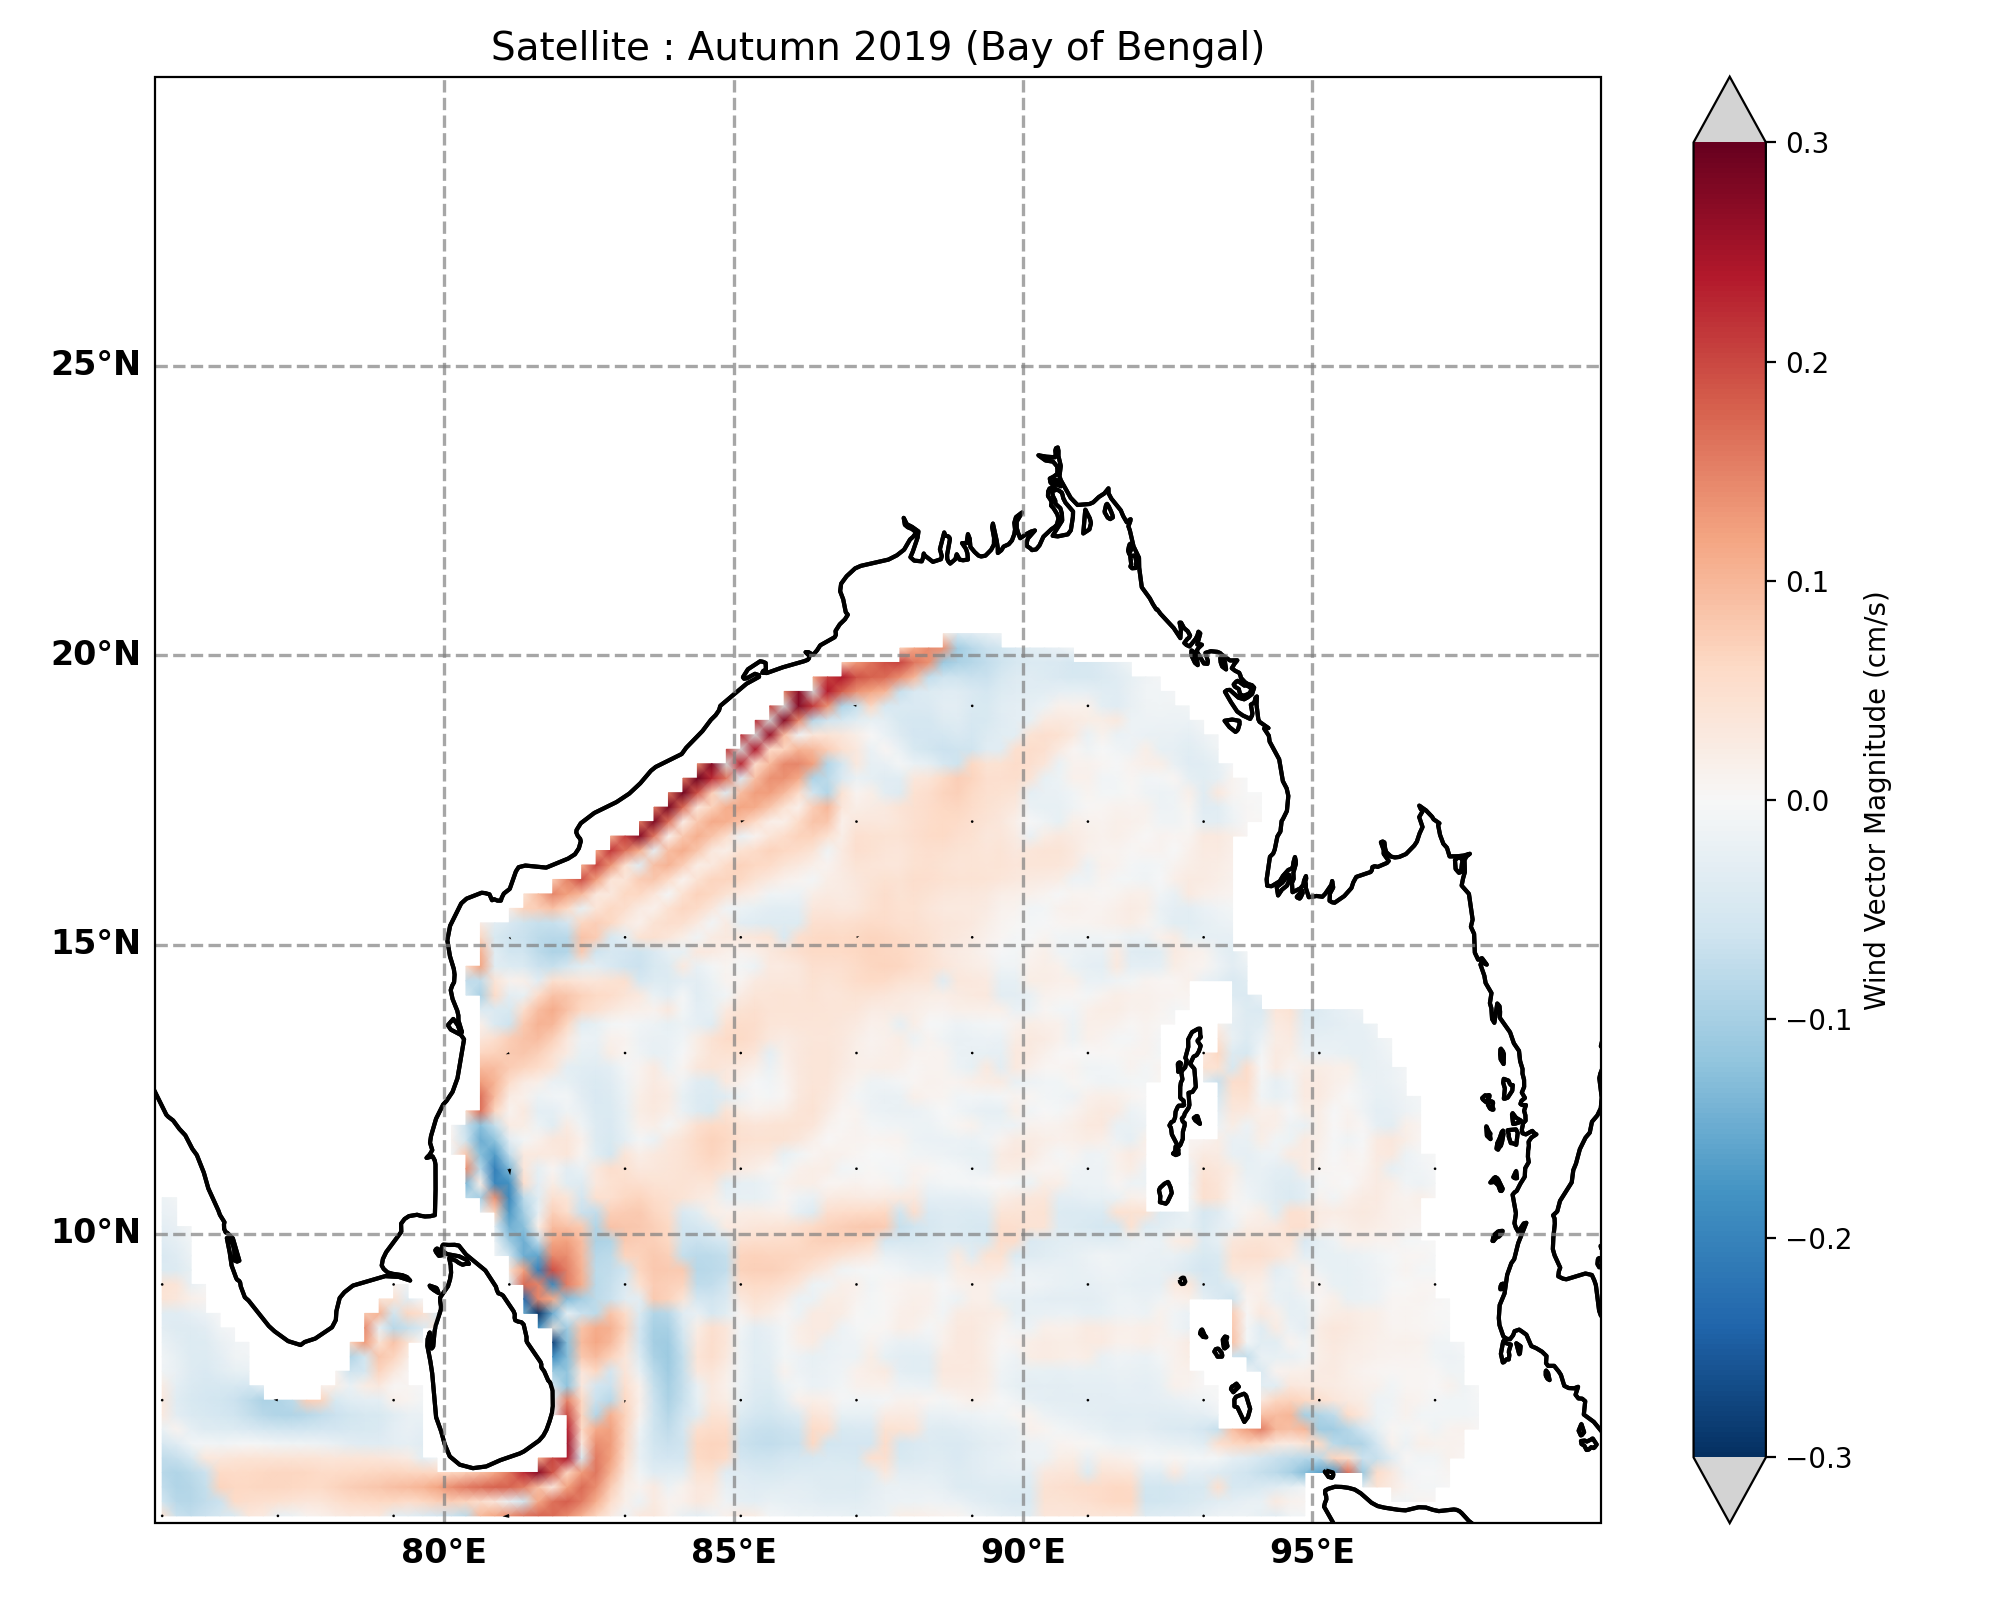 Satellite : Autumn 2019 (Bay of Bengal)
25°N
20°N
15°N
10°N
80°E
85°E
90°E
95°E
0.3
0.2
0.1
0.0
−0.1
−0.2
−0.3
Wind Vector Magnitude (cm/s)